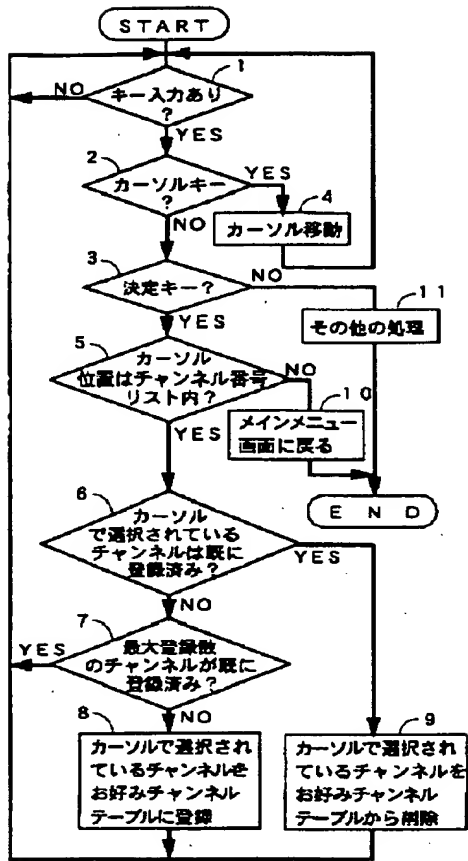 START
1
キー入力あり
?
NO
YES
2
カーソルキー
?
YES
4
カーソル移動
NO
3
決定キー?
NO
11
その他の処理
YES
5
カーソル
位置はチャンネル番号
リスト内?
NO
10
メインメニュー
画面に戻る
YES
END
6
カーソル
で選択されている
チャンネルは既に
登録済み?
YES
NO
7
最大登録数
のチャンネルが既に
登録済み?
YES
NO
8
カーソルで選択され
ているチャンネルを
お好みチャンネル
テーブルに登録
9
カーソルで選択され
ているチャンネルを
お好みチャンネル
テーブルから削除